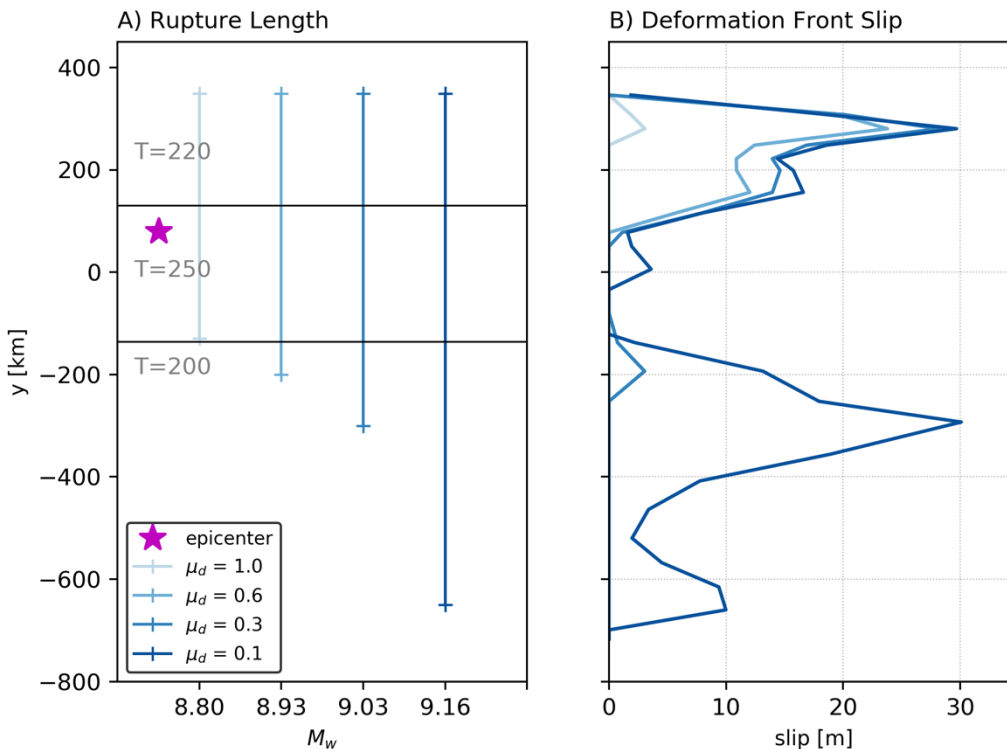 A) Rupture Length
400
200
0
−200
−400
−600
−800
y [km]
T=220
T=250
T=200
epicenter
μd = 1.0
μd = 0.6
μd = 0.3
μd = 0.1
8.80 8.93 9.03 9.16
Mw
B) Deformation Front Slip
0 10 20 30
slip [m]